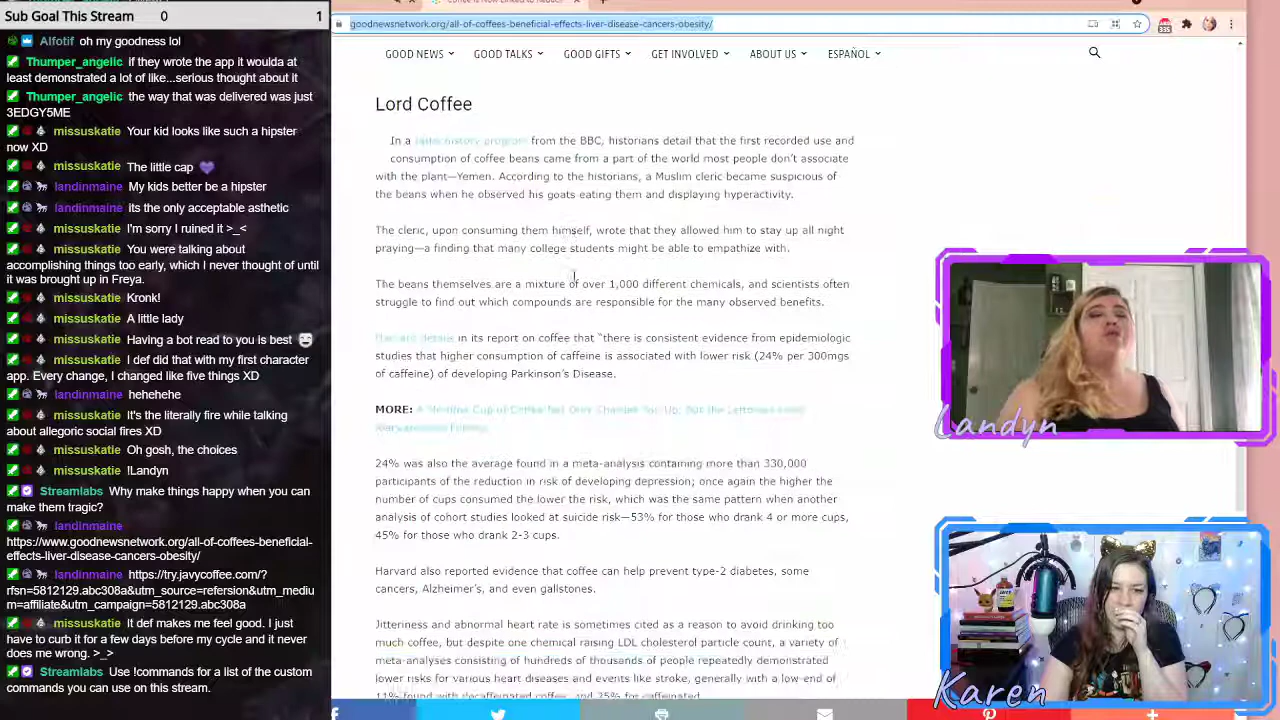 Sub Goal This Stream 0 1
Alfotif oh my goodness lol
Thumper_angelic if they wrote the app it woulda at
least demonstrated a lot of like...serious thought about it
Thumper_angelic the way that was delivered was just
3EDGY5ME
missuskatie Your kid looks like such a hipster
now XD
missuskatie The little cap
landinmaine My kids better be a hipster
landinmaine its the only acceptable asthetic
missuskatie I'm sorry I ruined it >_<
missuskatie You were talking about
accomplishing things too early, which I never thought of until
it was brought up in Freya.
missuskatie Kronk!
missuskatie A little lady
missuskatie Having a bot read to you is best
missuskatie I def did that with my first character
app. Every change, I changed like five things XD
landinmaine hehehehe
missuskatie It's the literally fire while talking
about allegoric social fires XD
missuskatie Oh gosh, the choices
missuskatie !Landyn
Streamlabs Why make things happy when you can
make them tragic?
landinmaine
https://www.goodnewsnetwork.org/all-of-coffees-beneficial-
effects-liver-disease-cancers-obesity/
landinmaine https://try.javycoffee.com/?
rfsn=5812129.abc308a&utm_source=refersion&utm_mediu
m=affiliate&utm_campaign=5812129.abc308a
missuskatie It def makes me feel good. I just
have to curb it for a few days before my cycle and it never
does me wrong. >_>
Streamlabs Use !commands for a list of the custom
commands you can use on this stream.
goodnewsnetwork.org/all-of-coffees-beneficial-effects-liver-disease-cancers-obesity/
335
GOOD NEWS GOOD TALKS GOOD GIFTS GET INVOLVED ABOUT US ESPAÑOL
Lord Coffee
In a history program from the BBC, historians detail that the first recorded use and
consumption of coffee beans came from a part of the world most people don't associate
with the plant—Yemen. According to the historians, a Muslim cleric became suspicious of
the beans when he observed his goats eating them and displaying hyperactivity.
The cleric, upon consuming them himself, wrote that they allowed him to stay up all night
praying—a finding that many college students might be able to empathize with.
The beans themselves are a mixture of over 1,000 different chemicals, and scientists often
struggle to find out which compounds are responsible for the many observed benefits.
Harvard details in its report on coffee that "there is consistent evidence from epidemiologic
studies that higher consumption of caffeine is associated with lower risk (24% per 300mgs
of caffeine) of developing Parkinson's Disease.
MORE: A Morning Cup of Coffee Not Only Charges You Up, But the Leftovers
24% was also the average found in a meta-analysis containing more than 330,000
participants of the reduction in risk of developing depression; once again the higher the
number of cups consumed the lower the risk, which was the same pattern when another
analysis of cohort studies looked at suicide risk—53% for those who drank 4 or more cups,
45% for those who drank 2-3 cups.
Harvard also reported evidence that coffee can help prevent type-2 diabetes, some
cancers, Alzheimer's, and even gallstones.
Jitteriness and abnormal heart rate is sometimes cited as a reason to avoid drinking too
much coffee, but despite one chemical raising LDL cholesterol particle count, a variety of
meta-analyses consisting of hundreds of thousands of people repeatedly demonstrated
lower risks for various heart diseases and events like stroke, generally with a low-end of
11% found with decaffeinated coffee, and 25% for caffeinated.
Landyn
Karen